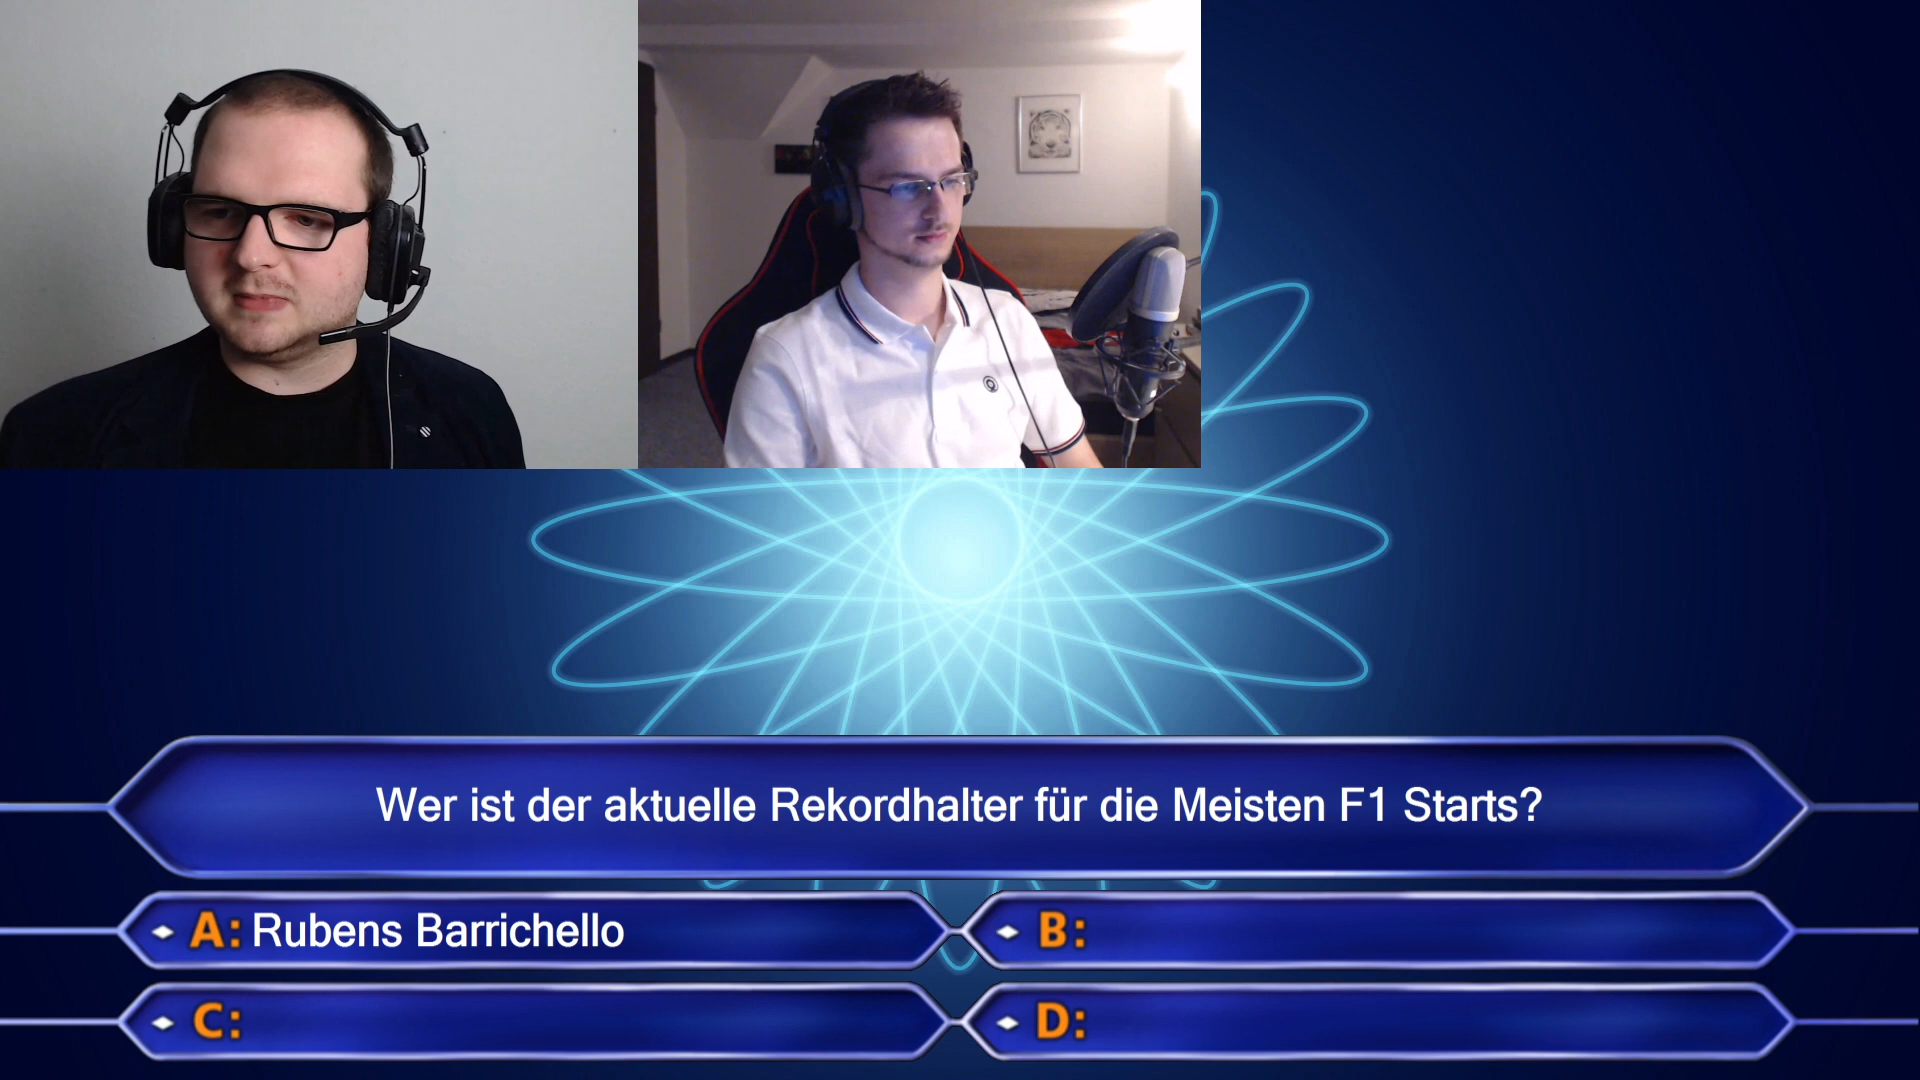 Wer ist der aktuelle Rekordhalter für die Meisten F1 Starts?
A: Rubens Barrichello
B:
C:
D: